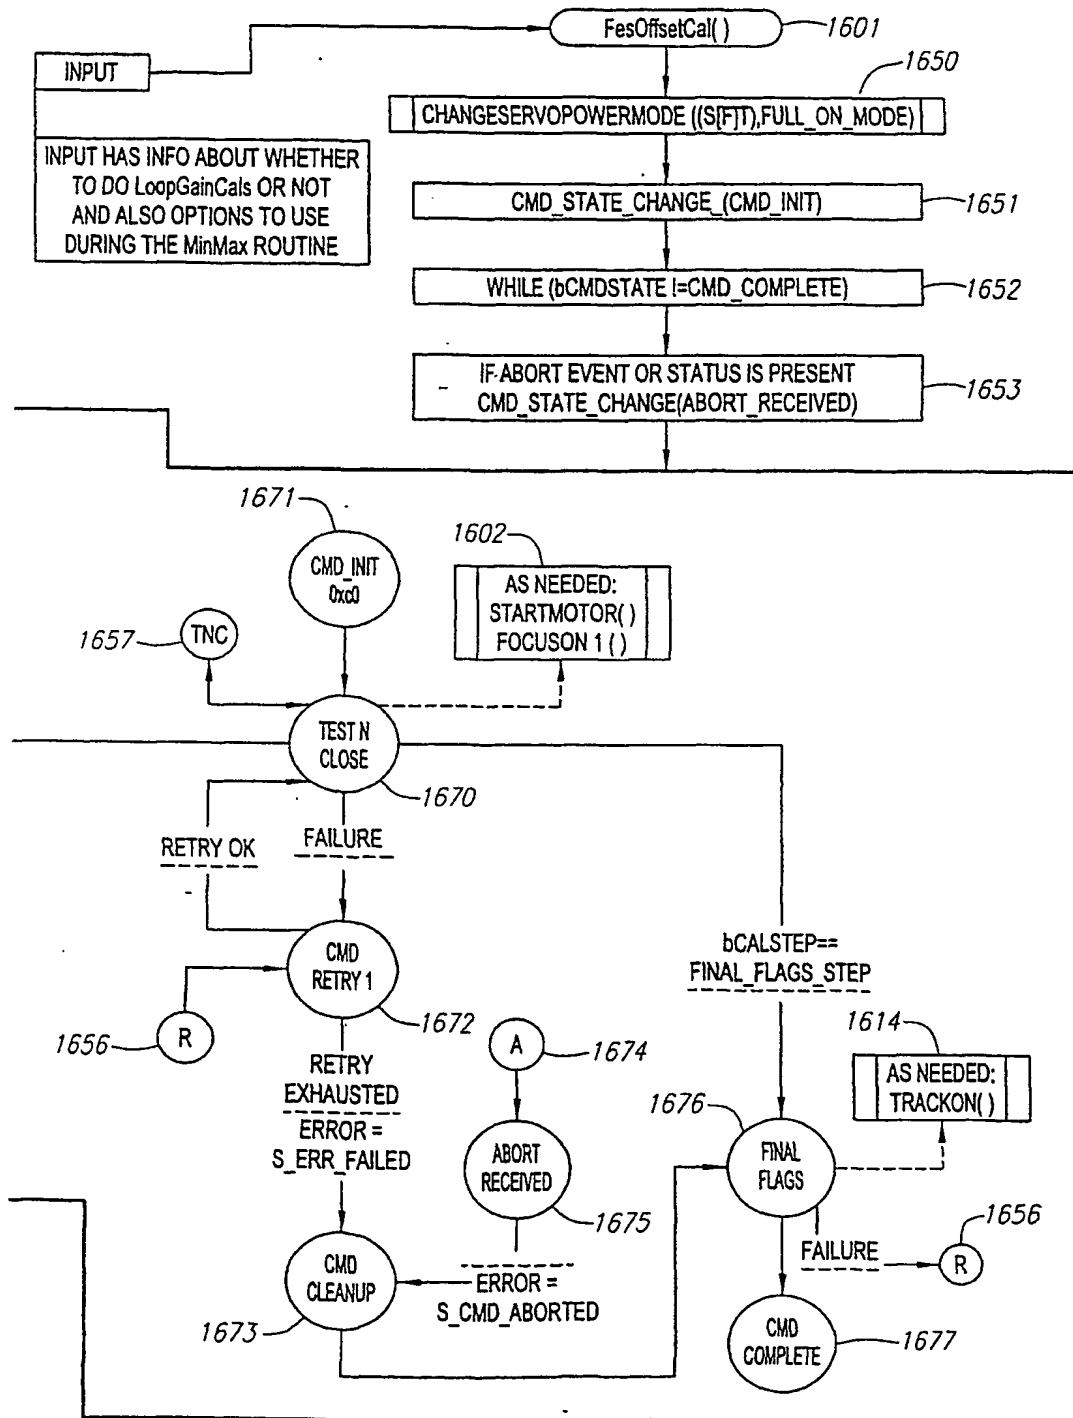 FesOffsetCal( )
1601
INPUT
1650
CHANGESERVOPOWERMODE ((S[F]T),FULL_ON_MODE)
INPUT HAS INFO ABOUT WHETHER
TO DO LoopGainCals OR NOT
AND ALSO OPTIONS TO USE
DURING THE MinMax ROUTINE
CMD_STATE_CHANGE_(CMD_INIT)
1651
WHILE (bCMDSTATE !=CMD_COMPLETE)
1652
IF ABORT EVENT OR STATUS IS PRESENT
CMD_STATE_CHANGE(ABORT_RECEIVED)
1653
1671
CMD_INIT
0xc0
1602
AS NEEDED:
STARTMOTOR( )
FOCUSON 1 ( )
1657
TNC
TEST N
CLOSE
1670
RETRY OK
FAILURE
CMD
RETRY 1
1672
1656
R
bCALSTEP==
FINAL_FLAGS_STEP
RETRY
EXHAUSTED
ERROR =
S_ERR_FAILED
A
1674
ABORT
RECEIVED
1675
1614
AS NEEDED:
TRACKON( )
1676
FINAL
FLAGS
FAILURE
1656
R
CMD
CLEANUP
1673
ERROR =
S_CMD_ABORTED
CMD
COMPLETE
1677